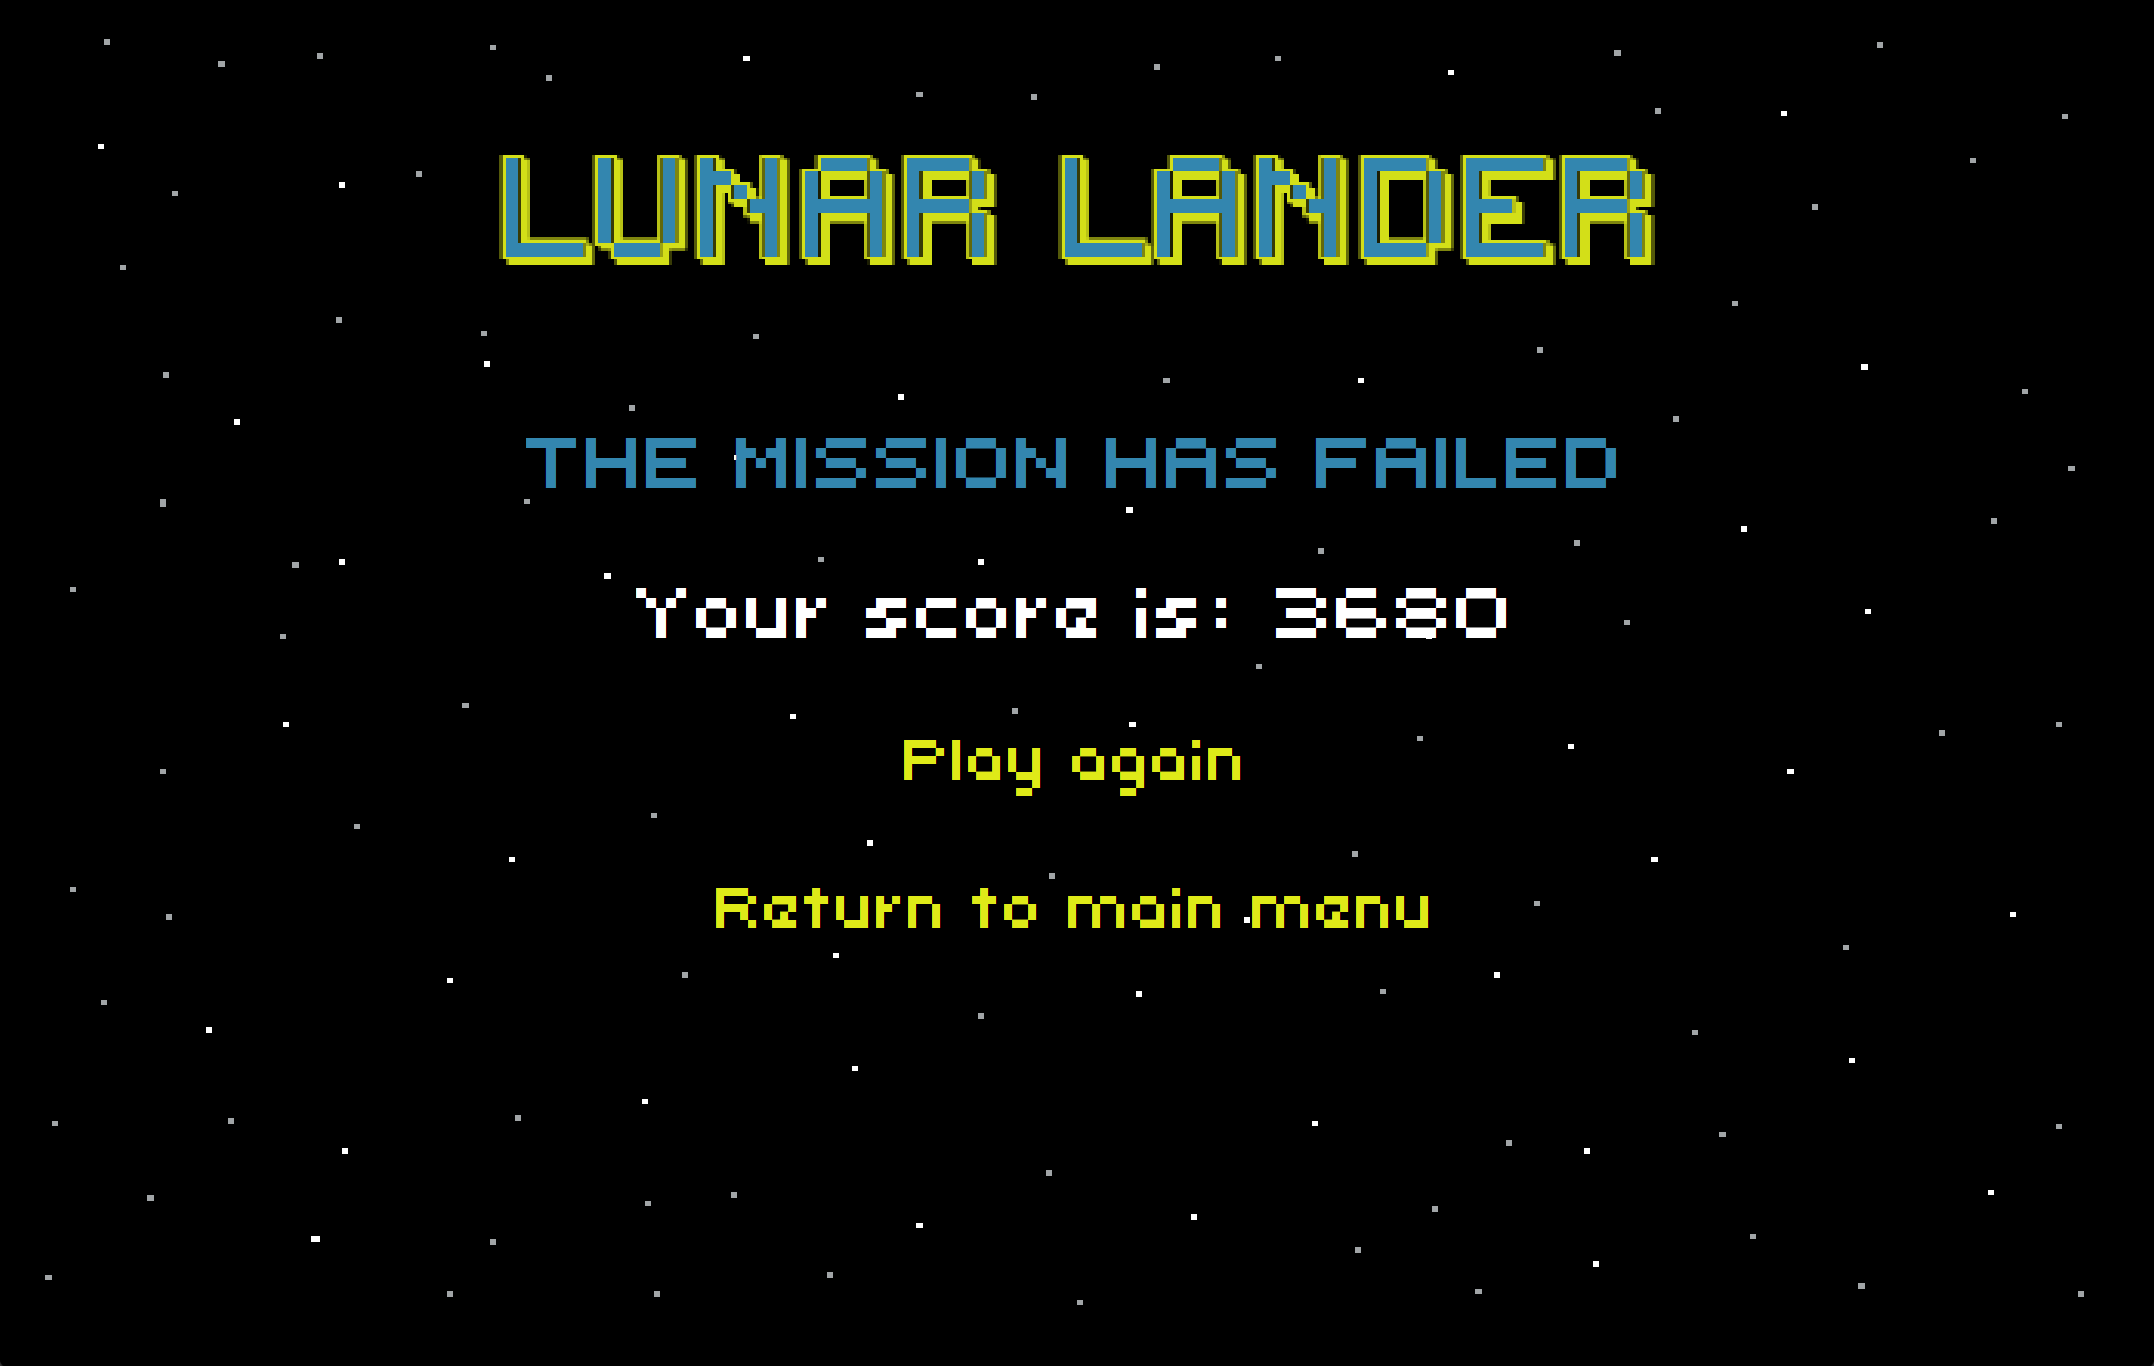 LUNAR LANDER
THE MISSION HAS FAILED
Your score is: 3680
Play again
Return to main menu